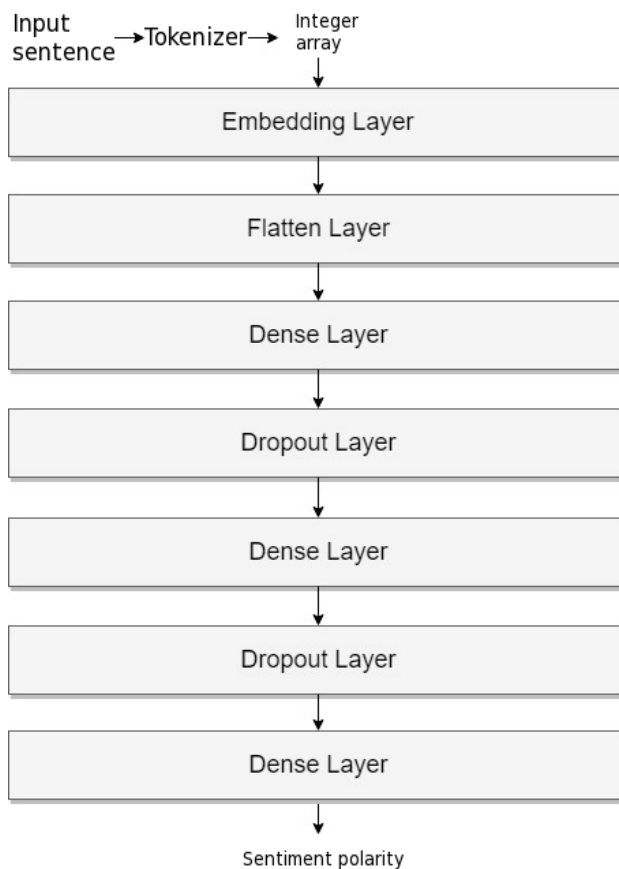 Input
sentence
Tokenizer
Integer
array
Embedding Layer
Flatten Layer
Dense Layer
Dropout Layer
Dense Layer
Dropout Layer
Dense Layer
Sentiment polarity